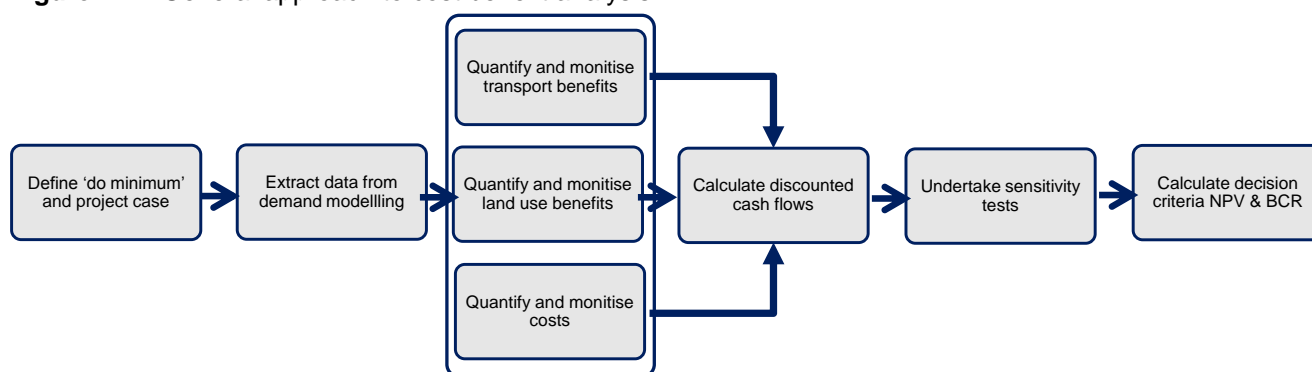 Quantify and monitise
transport benefits
Define ‘do minimum’
and project case
Extract data from
demand modellling
Quantify and monitise
land use benefits
Calculate discounted
cash flows
Undertake sensitivity
tests
Calculate decision
criteria NPV & BCR
Quantify and monitise
costs